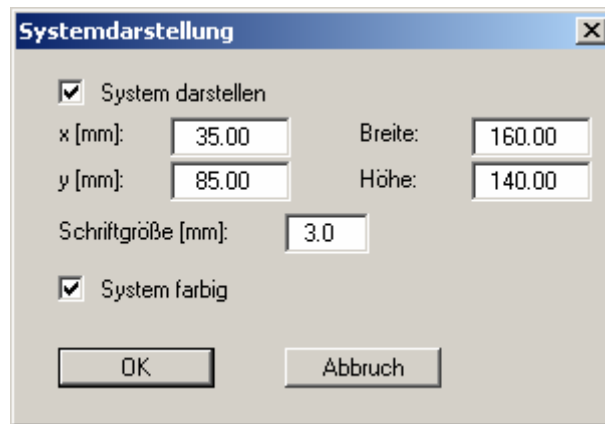 Systemdarstellung
System darstellen
x [mm]: 35.00 Breite: 160.00
y [mm]: 85.00 Höhe: 140.00
Schriftgröße [mm]: 3.0
System farbig
OK Abbruch